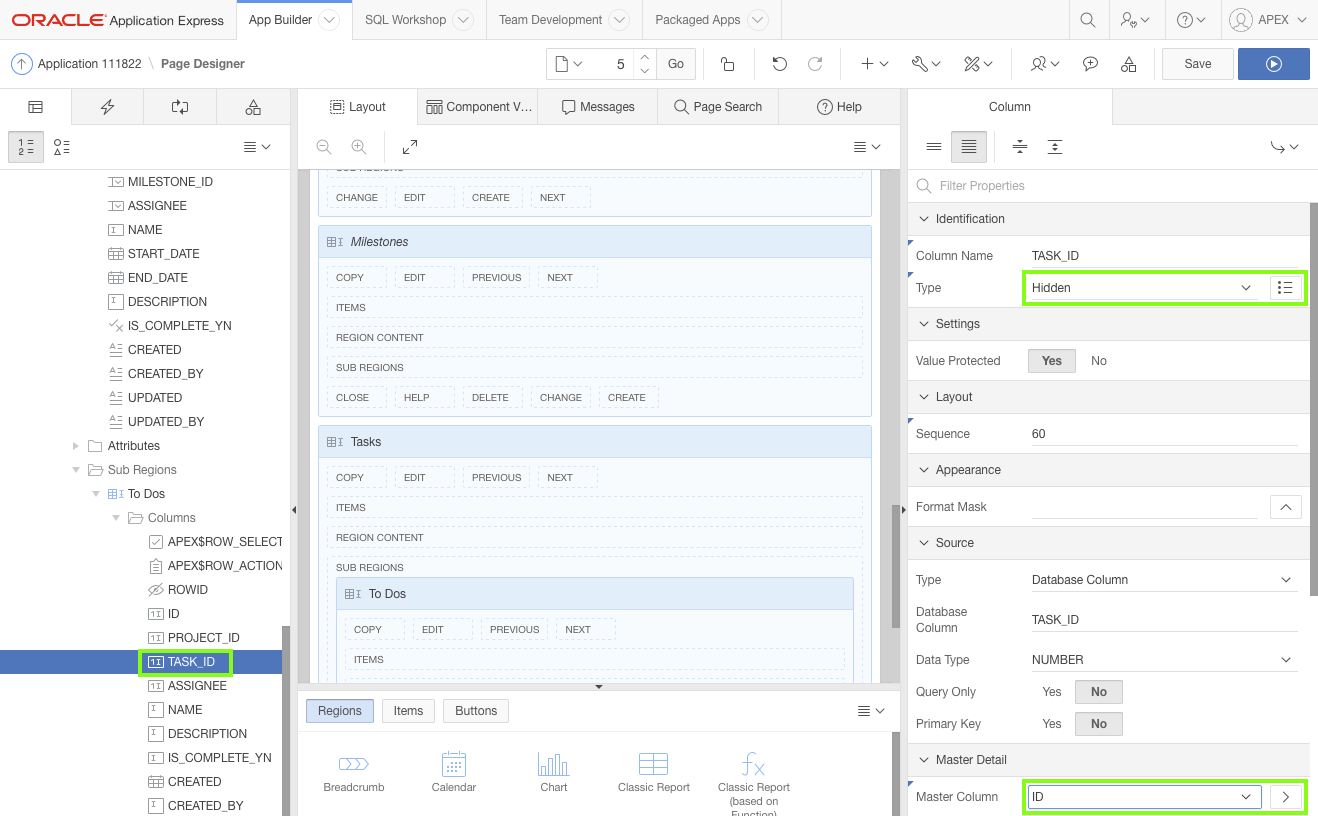 ORACLE Application Express
App Builder
SQL Workshop
Team Development
Packaged Apps
APEX
Application 111822 \ Page Designer
5
Go
Save
Layout
Component V...
Messages
Page Search
Help
Column
MILESTONE_ID
ASSIGNEE
NAME
START_DATE
END_DATE
DESCRIPTION
IS_COMPLETE_YN
CREATED
CREATED_BY
UPDATED
UPDATED_BY
Attributes
Sub Regions
To Dos
Columns
APEX$ROW_SELECT
APEX$ROW_ACTION
ROWID
ID
PROJECT_ID
TASK_ID
ASSIGNEE
NAME
DESCRIPTION
IS_COMPLETE_YN
CREATED
CREATED_BY
SUB REGIONS
CHANGE EDIT CREATE NEXT
Milestones
COPY EDIT PREVIOUS NEXT
ITEMS
REGION CONTENT
SUB REGIONS
CLOSE HELP DELETE CHANGE CREATE
Tasks
COPY EDIT PREVIOUS NEXT
ITEMS
REGION CONTENT
SUB REGIONS
To Dos
COPY EDIT PREVIOUS NEXT
ITEMS
Regions Items Buttons
Breadcrumb
Calendar
Chart
Classic Report
Classic Report
(based on
Function)
Filter Properties
Identification
Column Name TASK_ID
Type Hidden
Settings
Value Protected Yes No
Layout
Sequence 60
Appearance
Format Mask
Source
Type Database Column
Database
Column TASK_ID
Data Type NUMBER
Query Only Yes No
Primary Key Yes No
Master Detail
Master Column ID